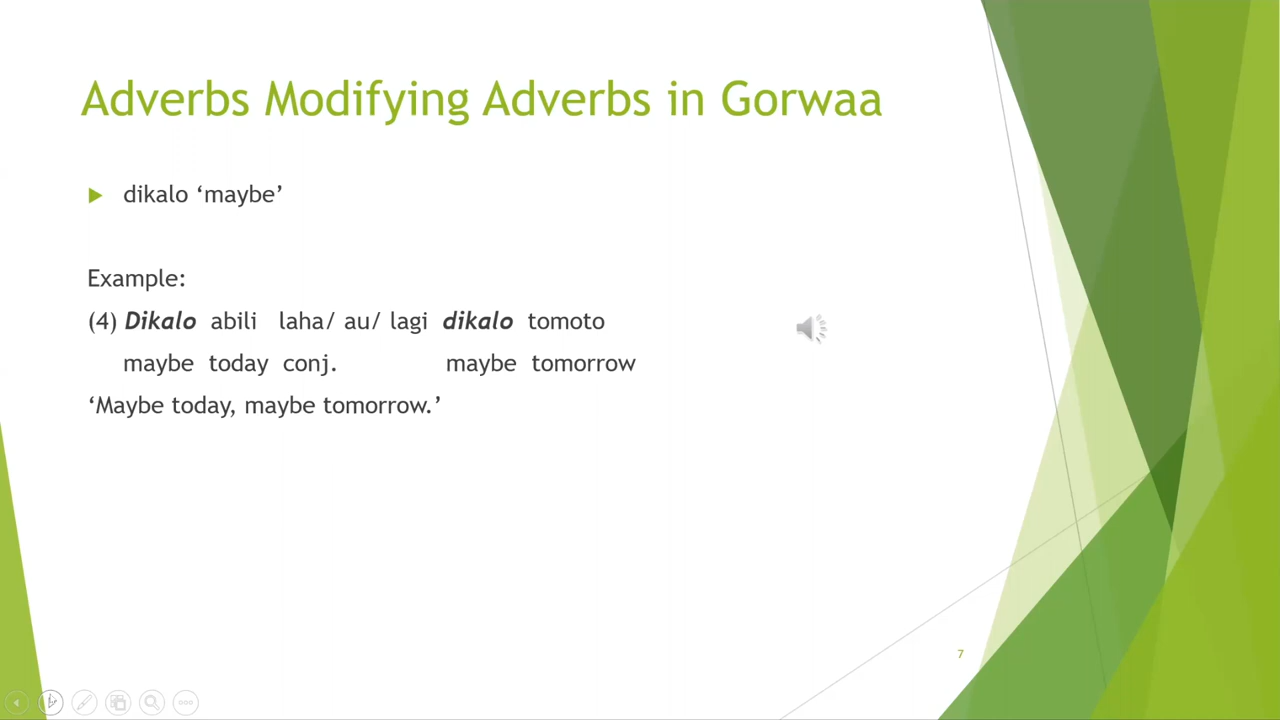 Adverbs Modifying Adverbs in Gorwaa
dikalo ‘maybe’
Example:
(4) Dikalo abili laha/ au/ lagi dikalo tomoto
maybe today conj. maybe tomorrow
‘Maybe today, maybe tomorrow.’
7